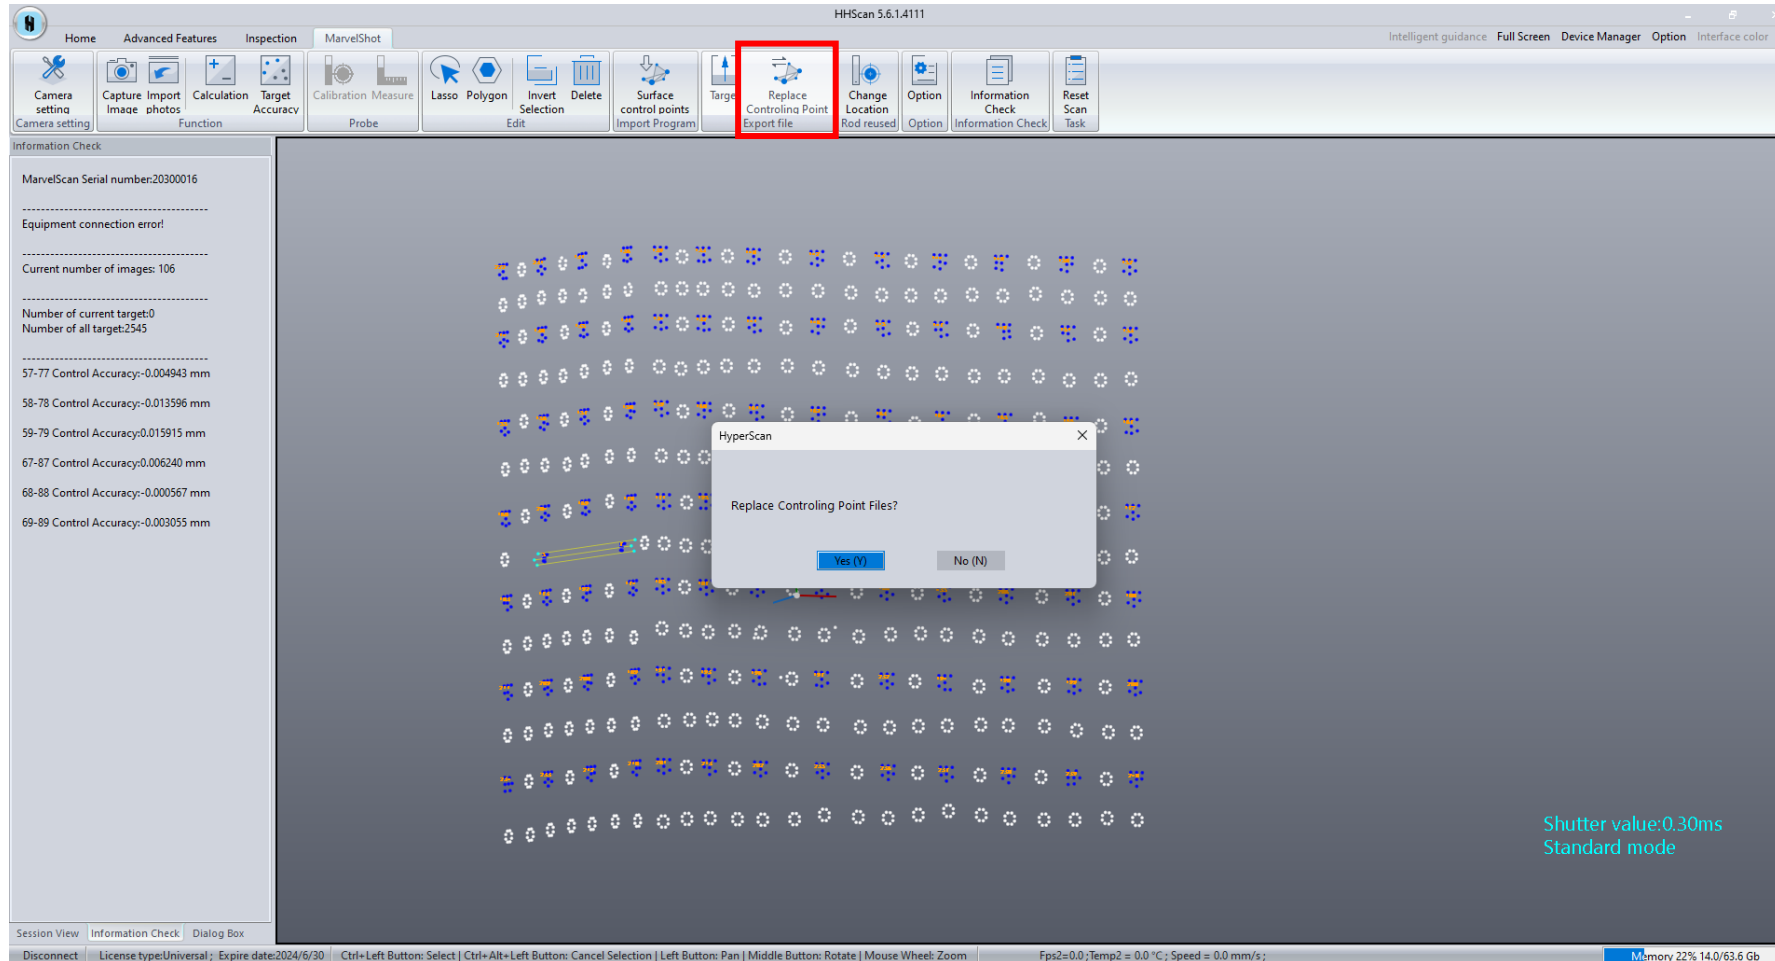 HHScan 5.6.1.4111
Home Advanced Features Inspection MarvelShot
Intelligent guidance Full Screen Device Manager Option Interface color
Camera setting
Capture Image
Import photos
Calculation
Target Accuracy
Calibration
Measure
Lasso
Polygon
Invert Selection
Delete
Surface control points
Targe
Replace Controling Point
Change Location
Option
Information Check
Reset Scan
Camera setting
Function
Probe
Edit
Import Program
Export file
Rod reused
Option
Information Check
Task
Information Check
MarvelScan Serial number:20300016
----------------------------------------
Equipment connection error!
----------------------------------------
Current number of images: 106
----------------------------------------
Number of current target:0
Number of all target:2545
----------------------------------------
57-77 Control Accuracy:-0.004943 mm
58-78 Control Accuracy:-0.013596 mm
59-79 Control Accuracy:0.015915 mm
67-87 Control Accuracy:0.006240 mm
68-88 Control Accuracy:-0.000567 mm
69-89 Control Accuracy:-0.003055 mm
HyperScan
Replace Controling Point Files?
Yes (Y)
No (N)
Shutter value:0.30ms
Standard mode
Session View Information Check Dialog Box
Disconnect License type:Universal ; Expire date:2024/6/30 Ctrl+Left Button: Select | Ctrl+Alt+Left Button: Cancel Selection | Left Button: Pan | Middle Button: Rotate | Mouse Wheel: Zoom Fps2=0.0 ;Temp2 = 0.0 °C ; Speed = 0.0 mm/s ; Memory 22% 14.0/63.6 Gb